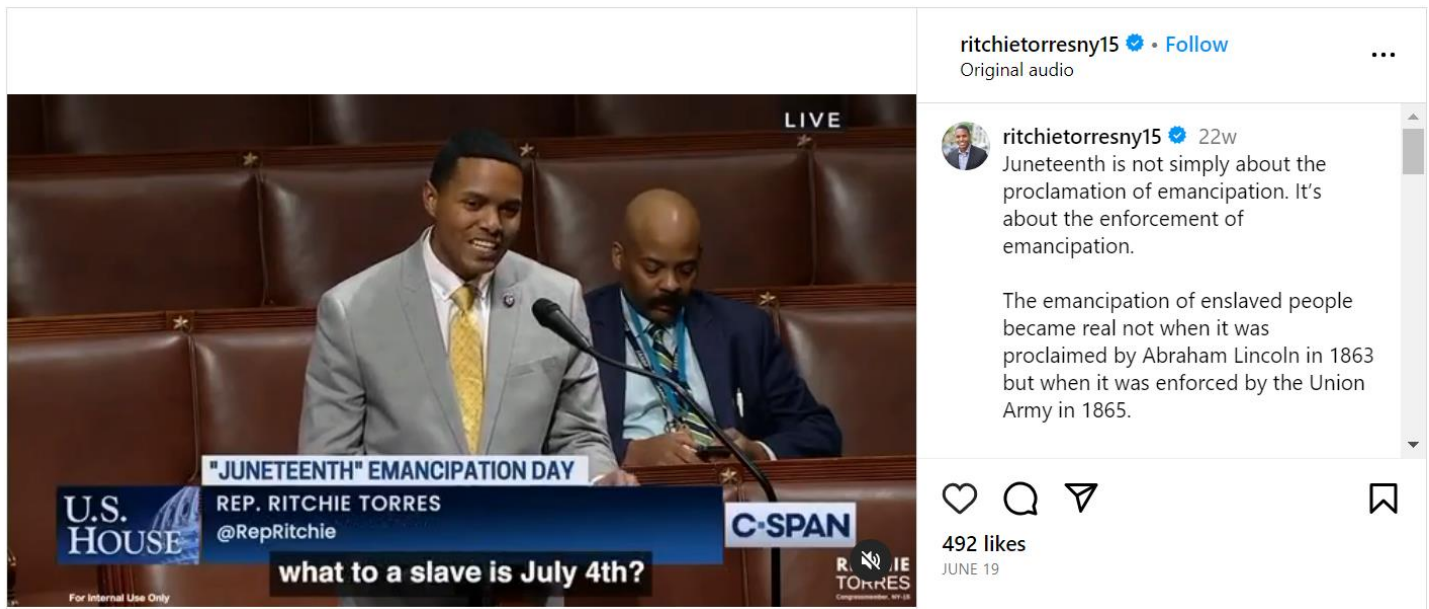 LIVE
"JUNETEENTH" EMANCIPATION DAY
U.S.
HOUSE
REP. RITCHIE TORRES
@RepRitchie
C-SPAN
what to a slave is July 4th?
TORRES
Congressmember, NY-15
For Internal Use Only
ritchietorresny15 • Follow
Original audio
ritchietorresny15 22w
Juneteenth is not simply about the
proclamation of emancipation. It’s
about the enforcement of
emancipation.
The emancipation of enslaved people
became real not when it was
proclaimed by Abraham Lincoln in 1863
but when it was enforced by the Union
Army in 1865.
492 likes
JUNE 19